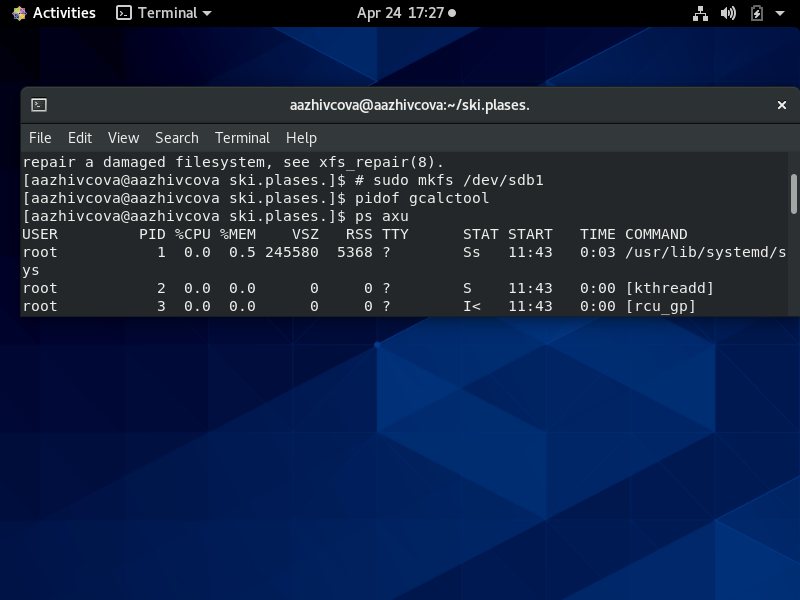 Activities Terminal Apr 24 17:27
aazhivcova@aazhivcova:~/ski.plases.
File Edit View Search Terminal Help
repair a damaged filesystem, see xfs_repair(8).
[aazhivcova@aazhivcova ski.plases.]$ # sudo mkfs /dev/sdb1
[aazhivcova@aazhivcova ski.plases.]$ pidof gcalctool
[aazhivcova@aazhivcova ski.plases.]$ ps axu
USER         PID %CPU %MEM    VSZ   RSS TTY      STAT START   TIME COMMAND
root           1  0.0  0.5 245580  5368 ?        Ss   11:43   0:03 /usr/lib/systemd/s
ys
root           2  0.0  0.0      0     0 ?        S    11:43   0:00 [kthreadd]
root           3  0.0  0.0      0     0 ?        I<   11:43   0:00 [rcu_gp]